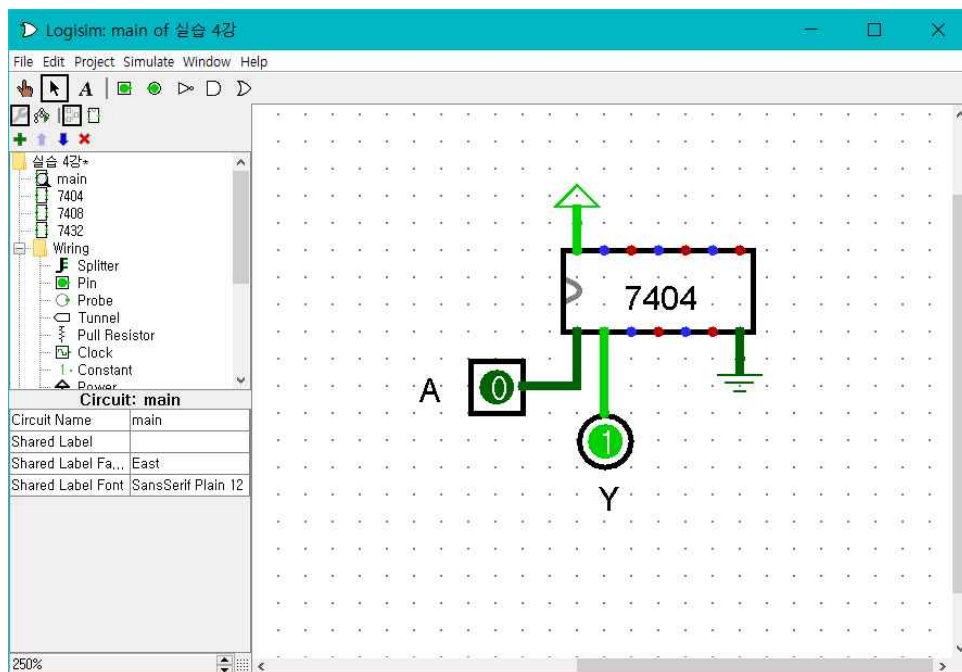 Logisim: main of 실습 4강
File Edit Project Simulate Window Help
A
실습 4강*
main
7404
7408
7432
Wiring
Splitter
Pin
Probe
Tunnel
Pull Resistor
Clock
1 Constant
Power
Circuit: main
Circuit Name main
Shared Label
Shared Label Fa... East
Shared Label Font SansSerif Plain 12
250%
7404
A 0
1
Y